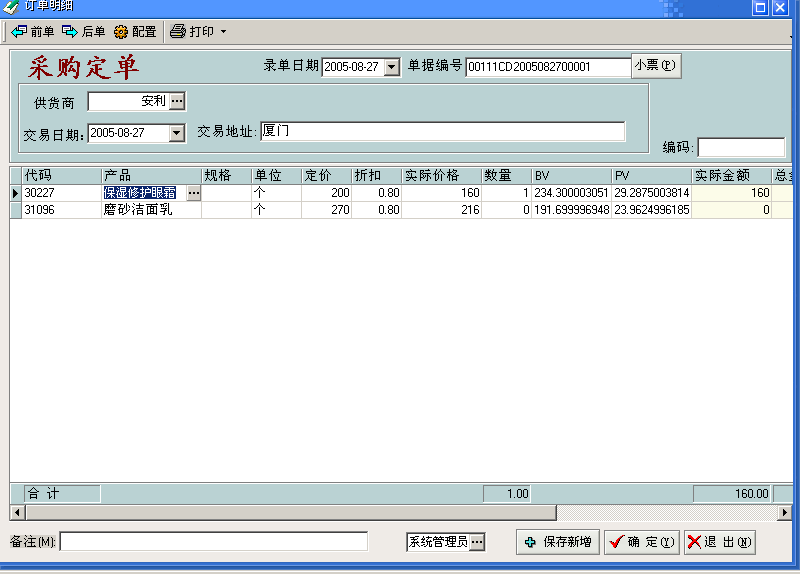 订单明细
前单 后单 配置 打印
采购定单 录单日期 2005-08-27 单据编号 00111CD2005082700001 小票(P)
供货商 安利 ...
交易日期: 2005-08-27 交易地址: 厦门
编码:
代码 产品 规格 单位 定价 折扣 实际价格 数量 BV PV 实际金额
30227 保湿修护眼霜 ... 个 200 0.80 160 1 234.300003051 29.2875003814 160
31096 磨砂洁面乳 个 270 0.80 216 0 191.699996948 23.9624996185 0
合 计 1.00 160.00
备注(M): 系统管理员 ... 保存新增 确 定(Y) 退 出(N)